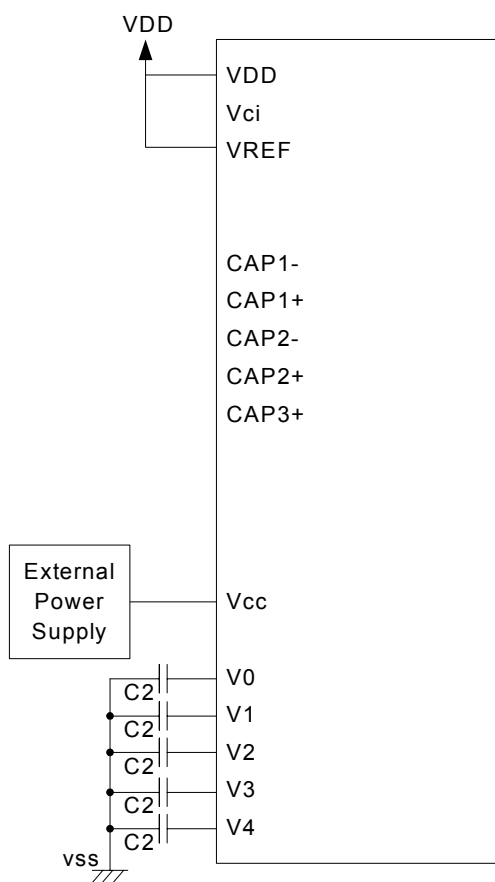 VDD
VDD
Vci
VREF
CAP1-
CAP1+
CAP2-
CAP2+
CAP3+
External
Power
Supply
Vcc
V0
C2
V1
C2
V2
C2
V3
C2
V4
C2
vss